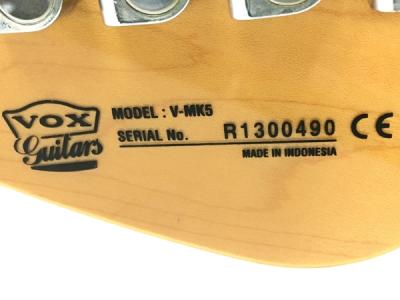 VOX
Guitars
MODEL : V-MK5
SERIAL No. R1300490 CE
MADE IN INDONESIA